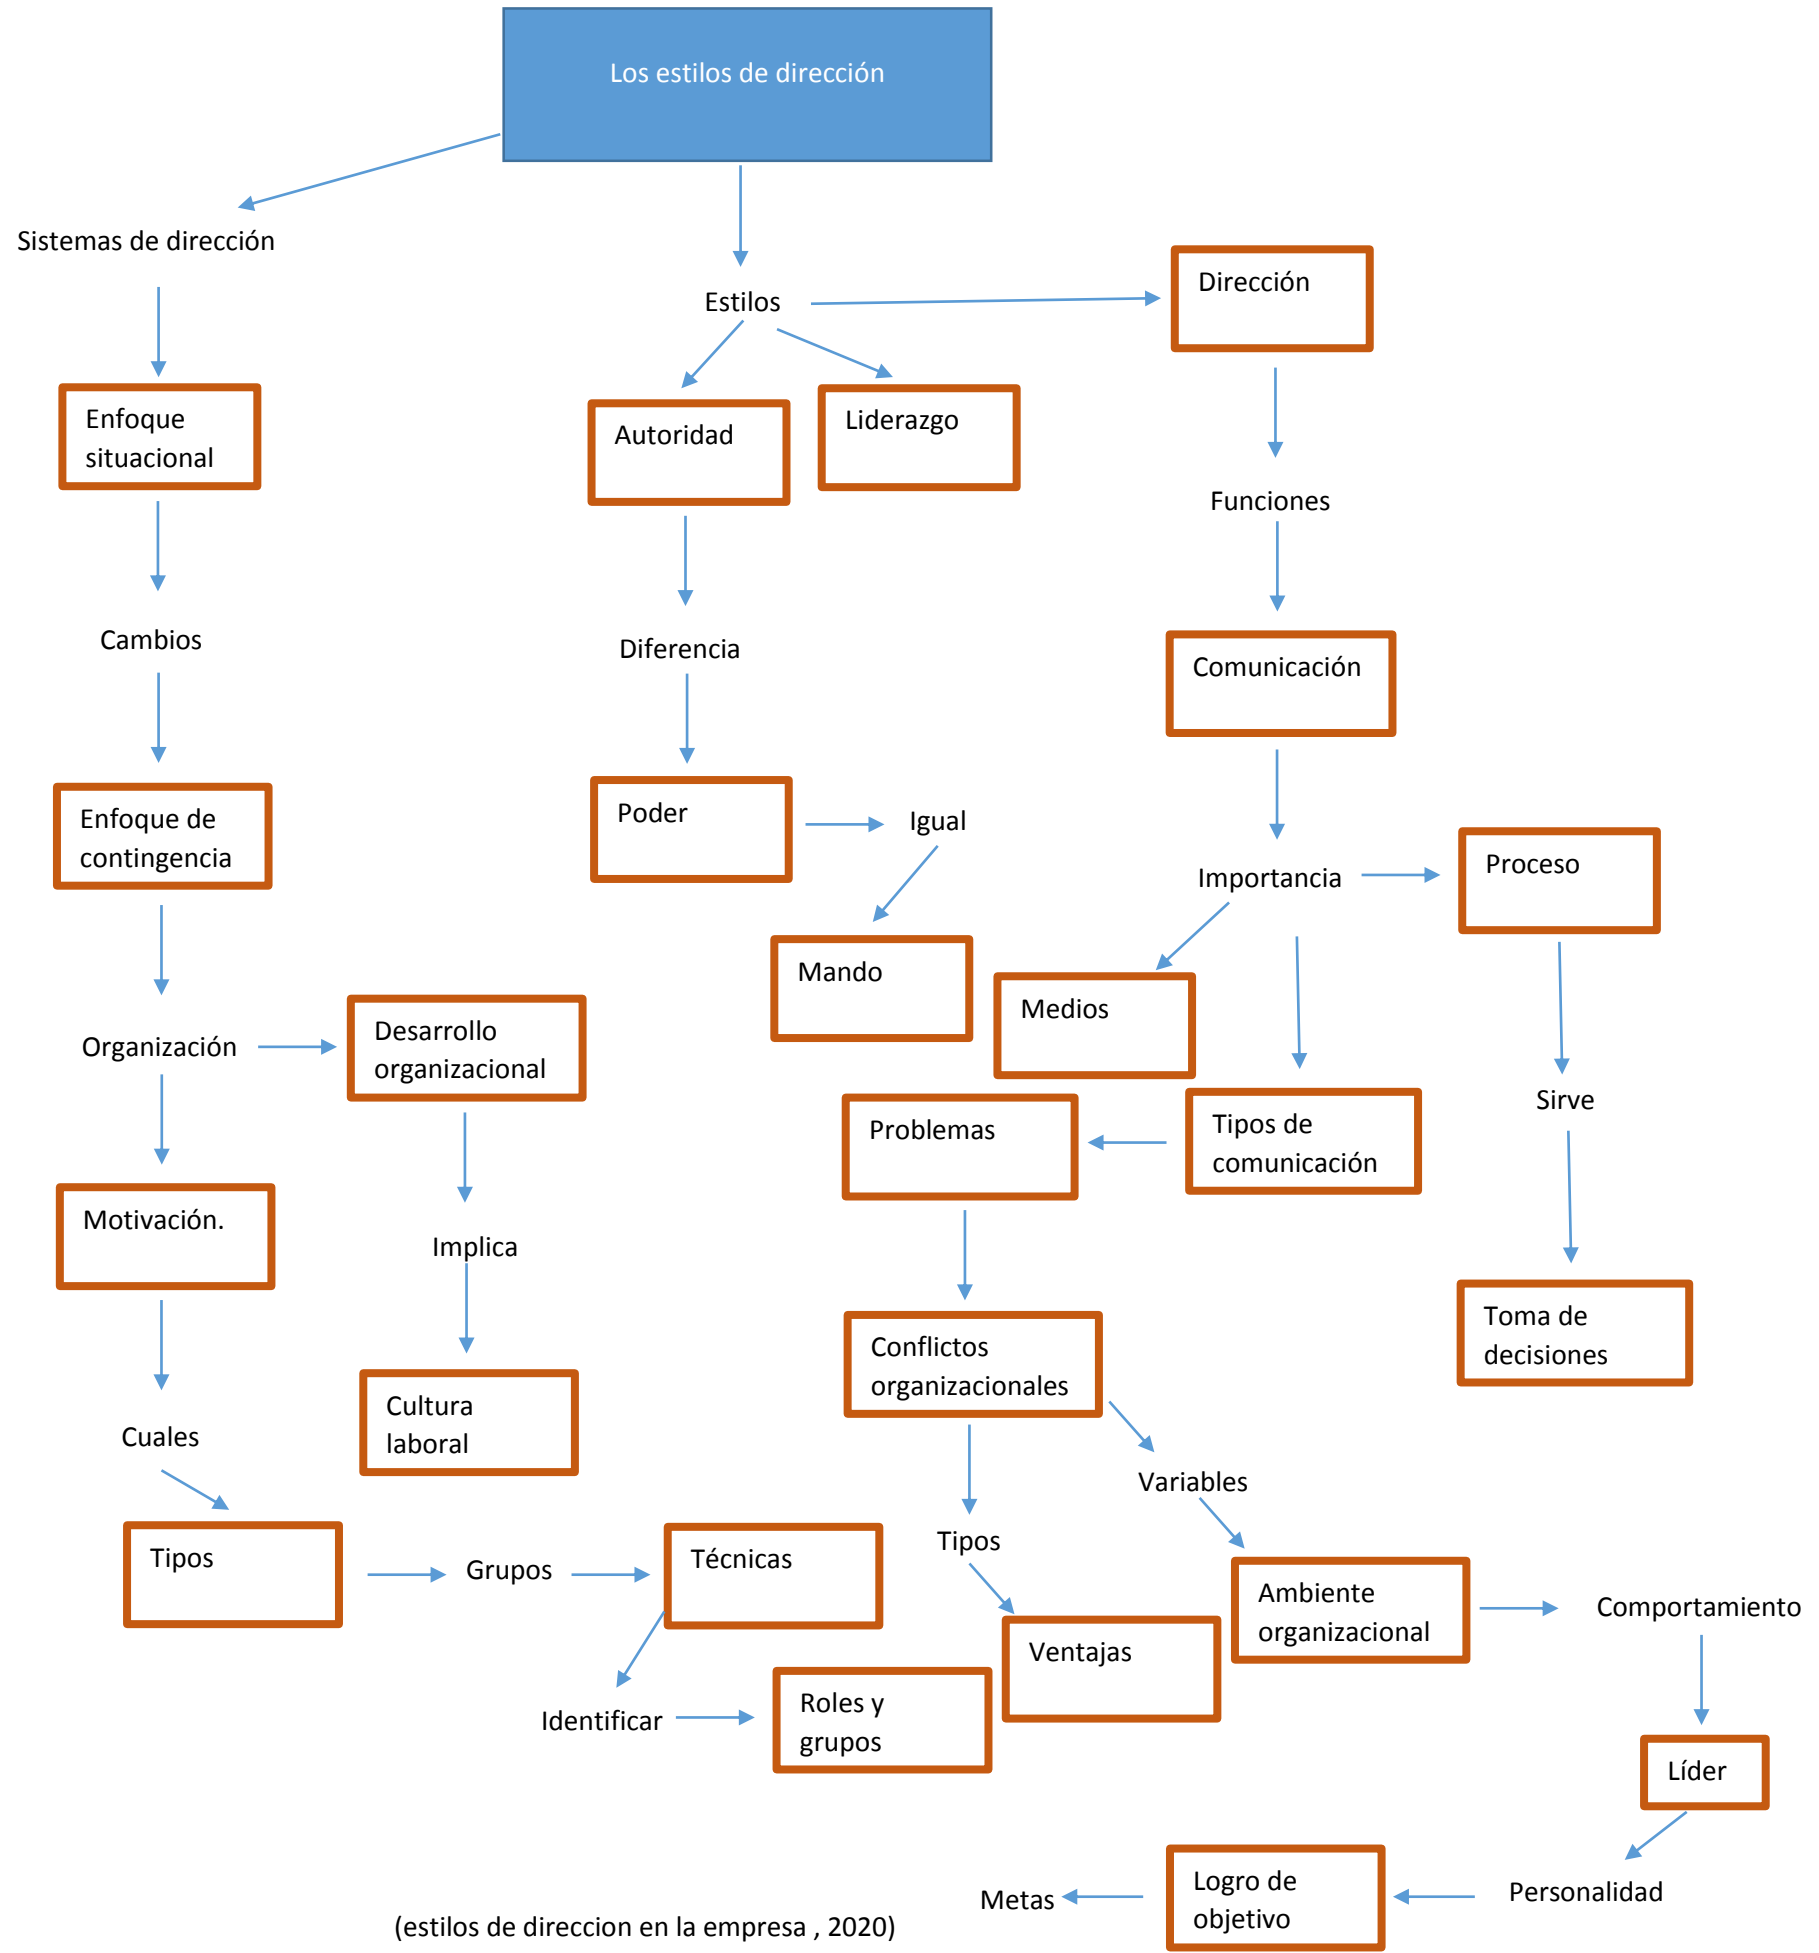 Los estilos de dirección
Sistemas de dirección
Estilos
Dirección
Enfoque
situacional
Autoridad
Liderazgo
Funciones
Cambios
Diferencia
Comunicación
Enfoque de
contingencia
Poder
Igual
Importancia
Proceso
Mando
Medios
Organización
Desarrollo
organizacional
Sirve
Problemas
Tipos de
comunicación
Motivación.
Implica
Conflictos
organizacionales
Toma de
decisiones
Cultura
laboral
Cuales
Variables
Tipos
Grupos
Técnicas
Tipos
Ambiente
organizacional
Comportamiento
Ventajas
Identificar
Roles y
grupos
Líder
Personalidad
Logro de
objetivo
Metas
(estilos de direccion en la empresa , 2020)